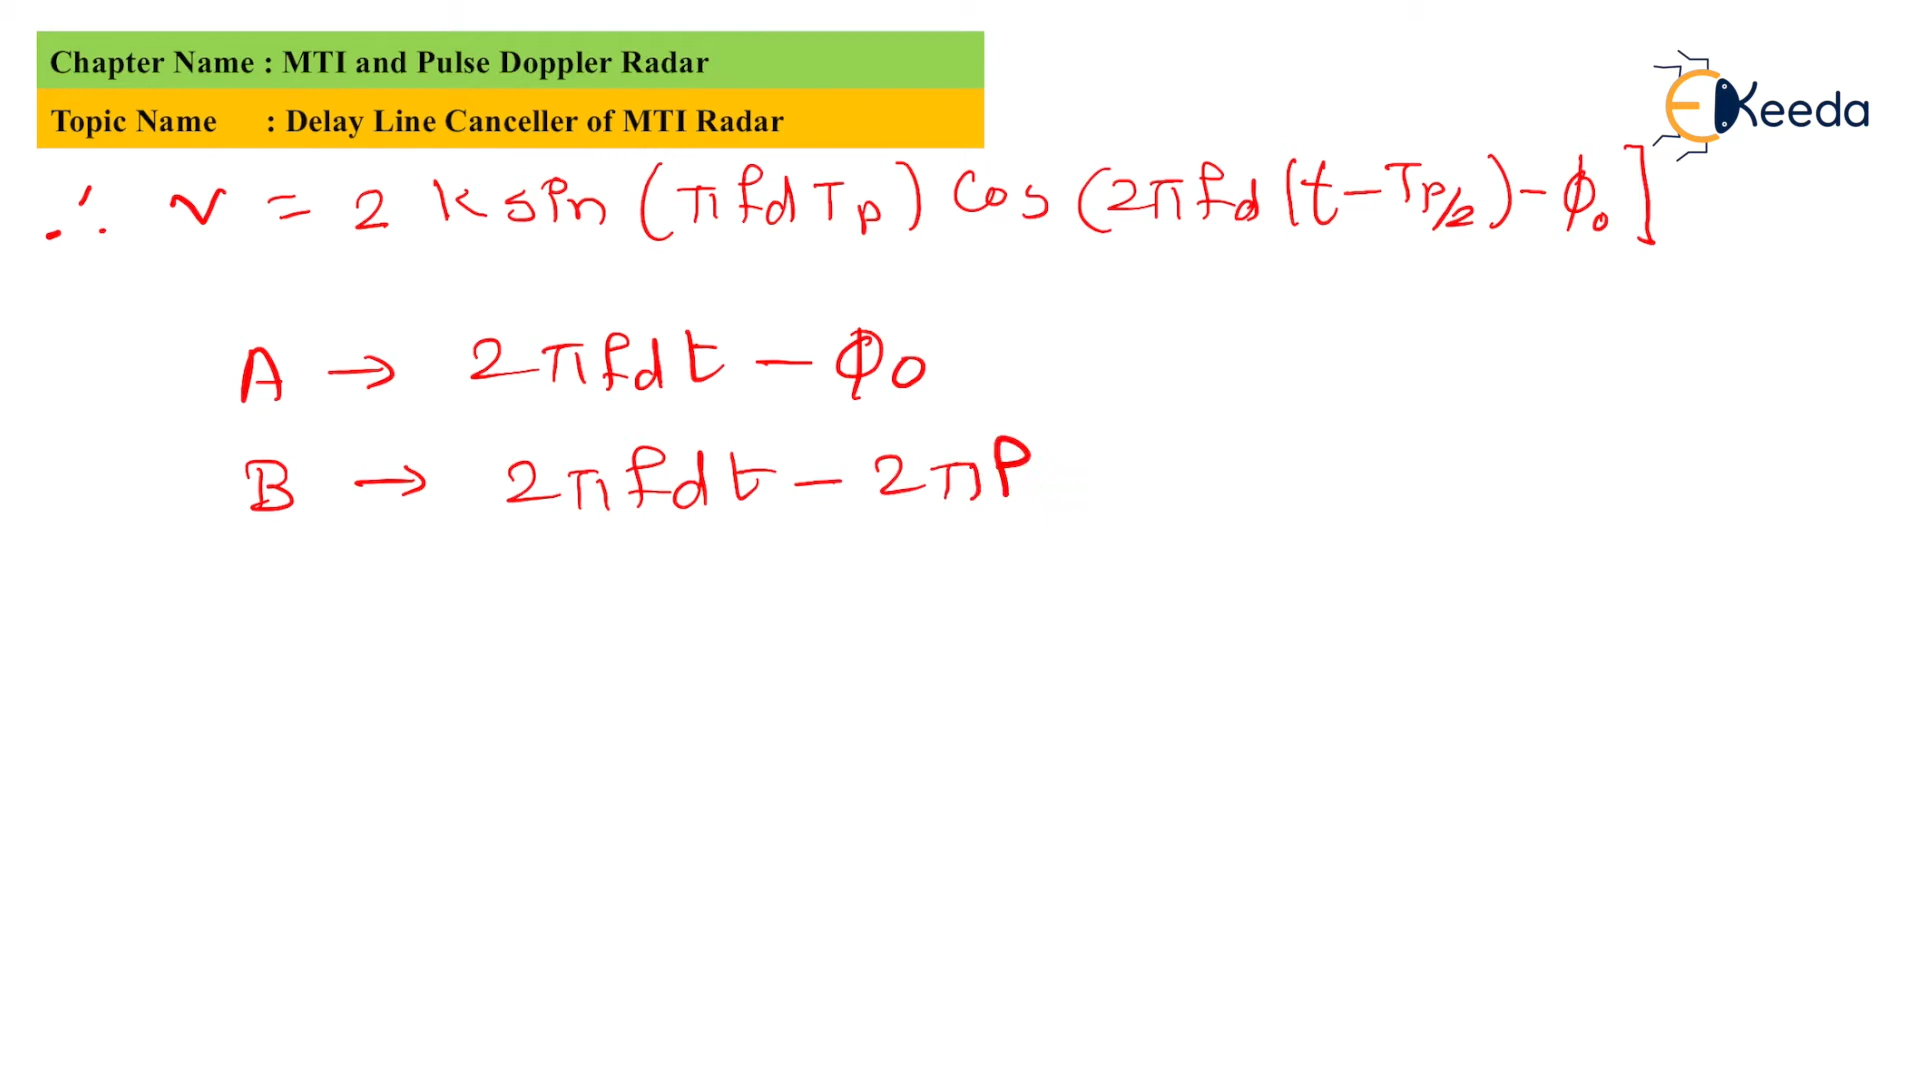 Chapter Name : MTI and Pulse Doppler Radar
Topic Name : Delay Line Canceller of MTI Radar
EKeeda
∴ v = 2 k sin (π fd Tp) Cos (2π fd (t - Tp/2) - ϕ₀]
A → 2π fd t - ϕ₀
B → 2π fd t - 2π P